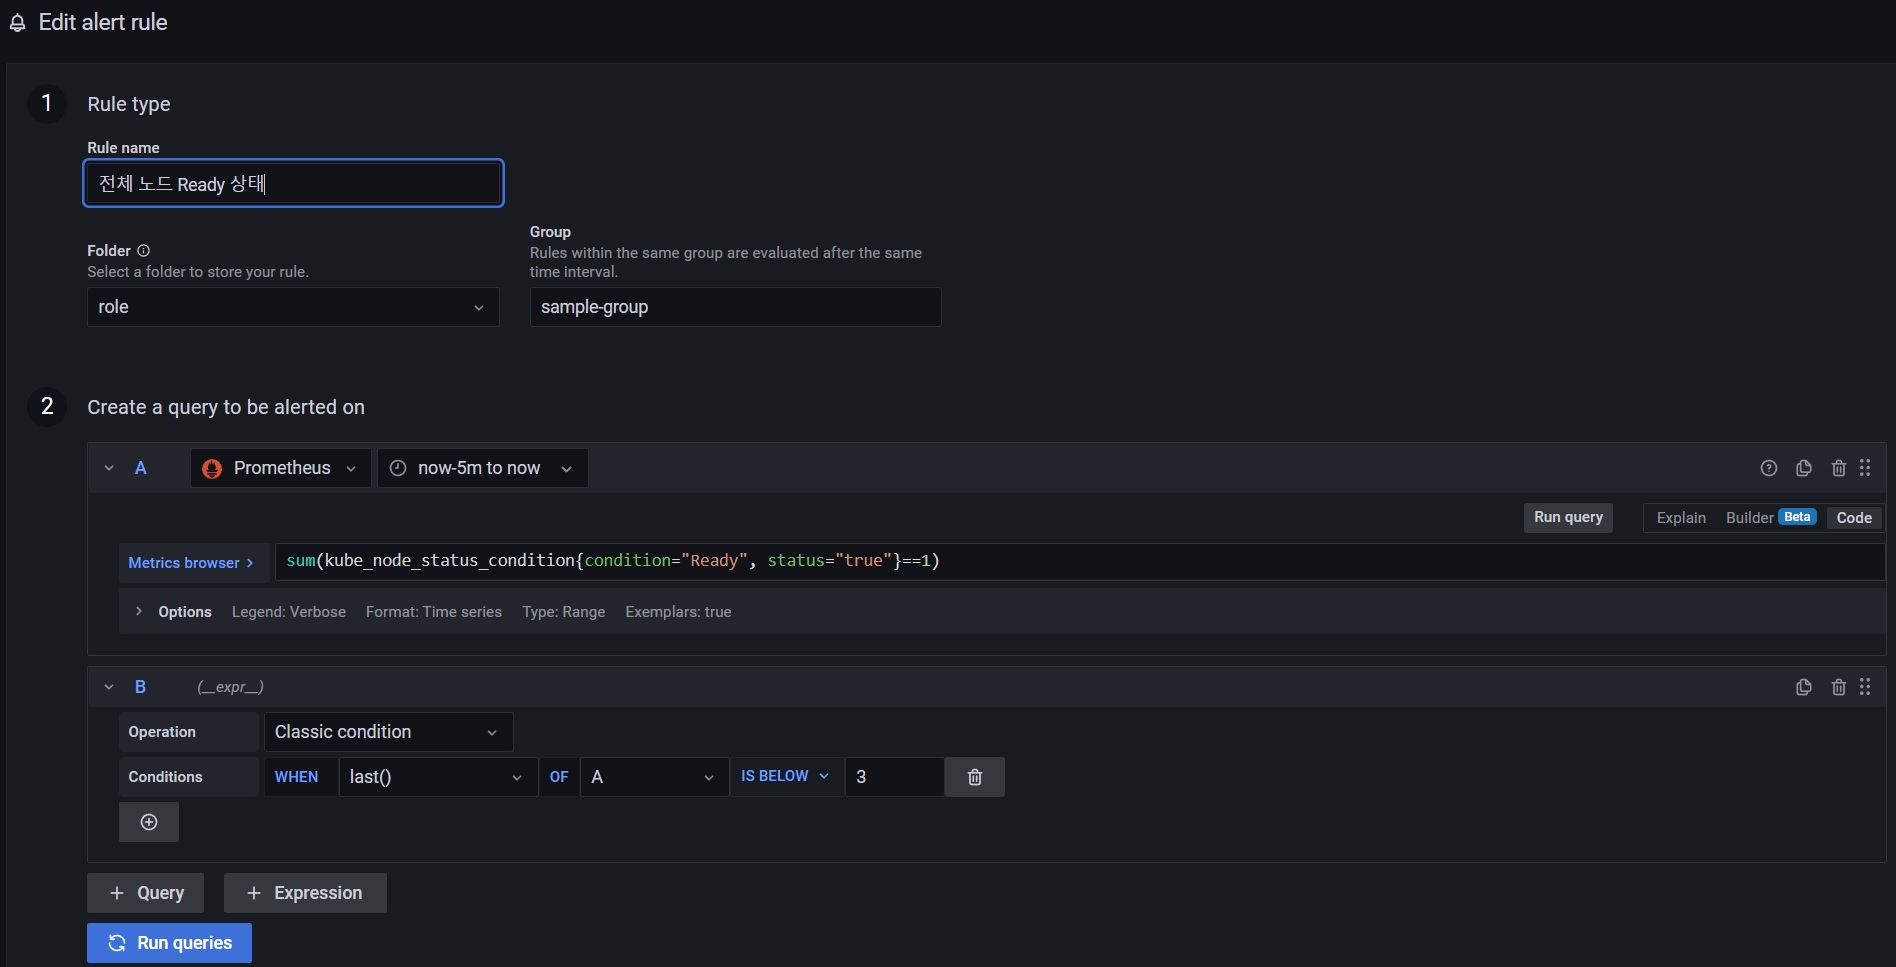 Edit alert rule
1 Rule type
Rule name
전체 노드 Ready 상태
Folder
Select a folder to store your rule.
role
Group
Rules within the same group are evaluated after the same
time interval.
sample-group
2 Create a query to be alerted on
A Prometheus now-5m to now
Run query Explain Builder Beta Code
Metrics browser > sum(kube_node_status_condition{condition="Ready", status="true"}==1)
> Options Legend: Verbose Format: Time series Type: Range Exemplars: true
B (__expr__)
Operation Classic condition
Conditions WHEN last() OF A IS BELOW 3
+ Query + Expression
Run queries